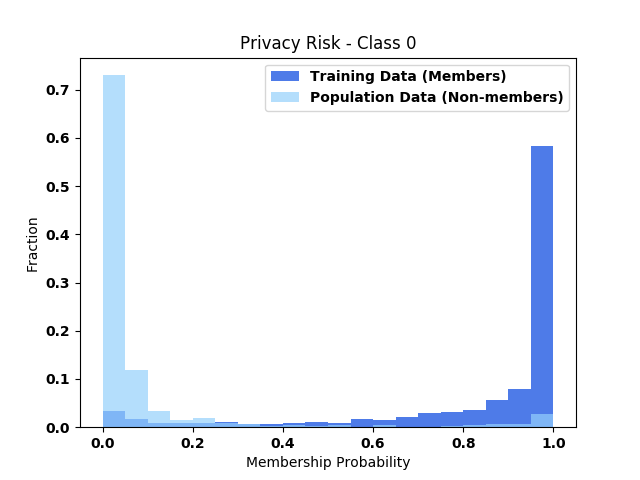 Privacy Risk - Class 0
Training Data (Members)
Population Data (Non-members)
0.7
0.6
0.5
0.4
0.3
0.2
0.1
0.0
Fraction
0.0 0.2 0.4 0.6 0.8 1.0
Membership Probability